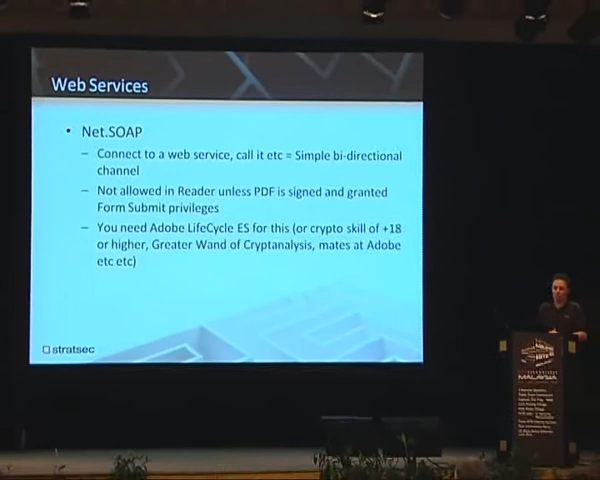 Web Services
• Net.SOAP
– Connect to a web service, call it etc = Simple bi-directional
channel
– Not allowed in Reader unless PDF is signed and granted
Form Submit privileges
– You need Adobe LifeCycle ES for this (or crypto skill of +18
or higher, Greater Wand of Cryptanalysis, mates at Adobe
etc etc)
stratsec
MALAYSIA